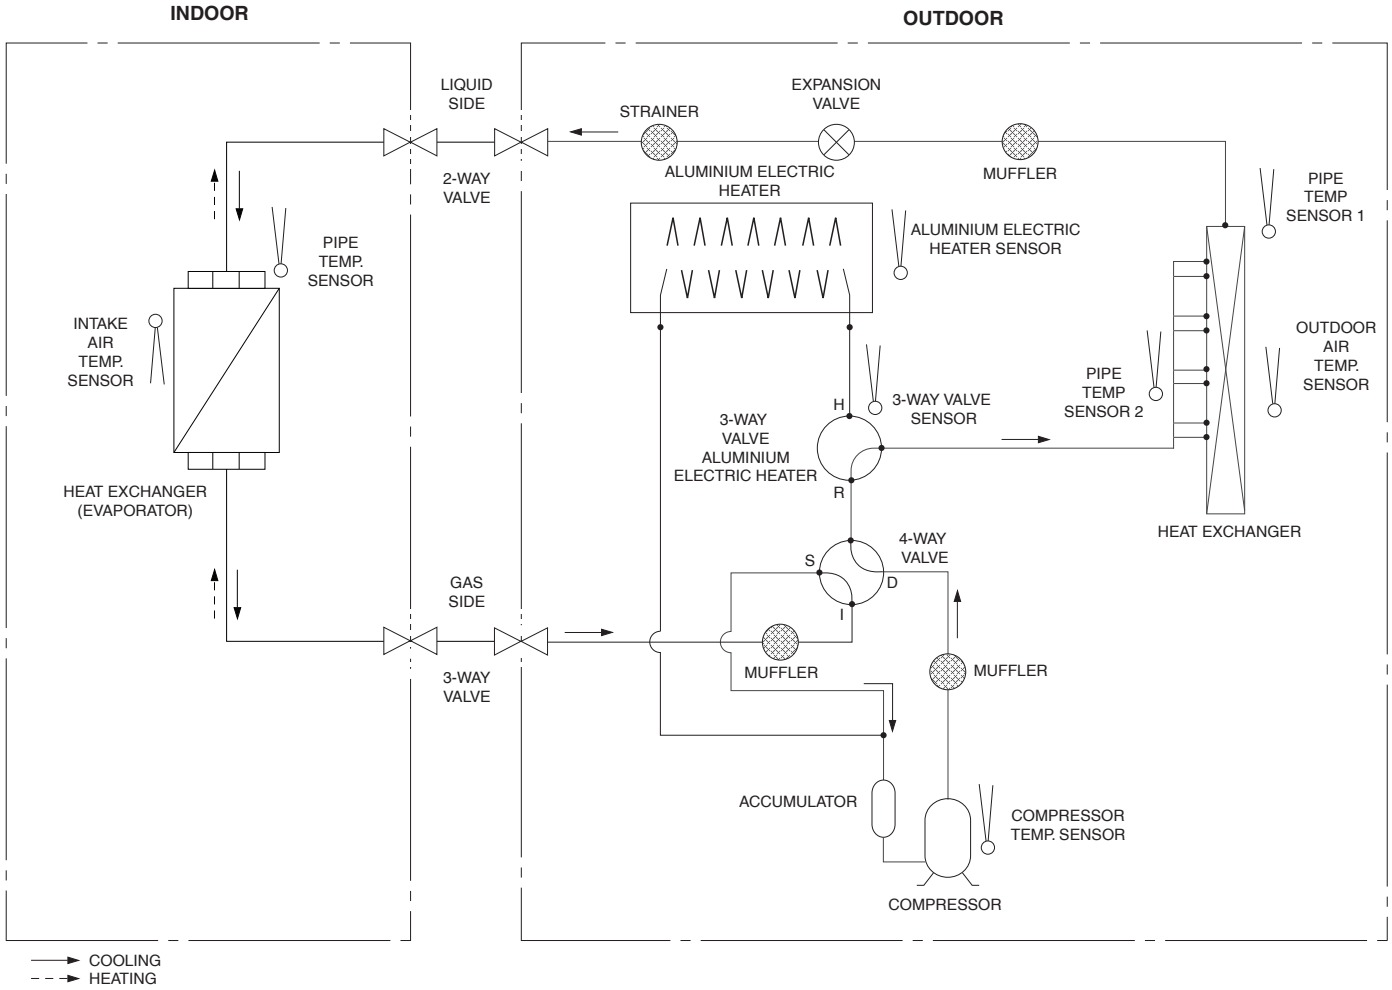 INDOOR
OUTDOOR
LIQUID
SIDE
2-WAY
VALVE
STRAINER
EXPANSION
VALVE
MUFFLER
ALUMINIUM ELECTRIC
HEATER
ALUMINIUM ELECTRIC
HEATER SENSOR
PIPE
TEMP
SENSOR 1
PIPE
TEMP.
SENSOR
INTAKE
AIR
TEMP.
SENSOR
OUTDOOR
AIR
TEMP.
SENSOR
PIPE
TEMP
SENSOR 2
H
3-WAY VALVE
SENSOR
3-WAY
VALVE
ALUMINIUM
ELECTRIC HEATER
R
HEAT EXCHANGER
(EVAPORATOR)
HEAT EXCHANGER
4-WAY
VALVE
S
D
I
GAS
SIDE
3-WAY
VALVE
MUFFLER
MUFFLER
ACCUMULATOR
COMPRESSOR
TEMP. SENSOR
COMPRESSOR
COOLING
HEATING